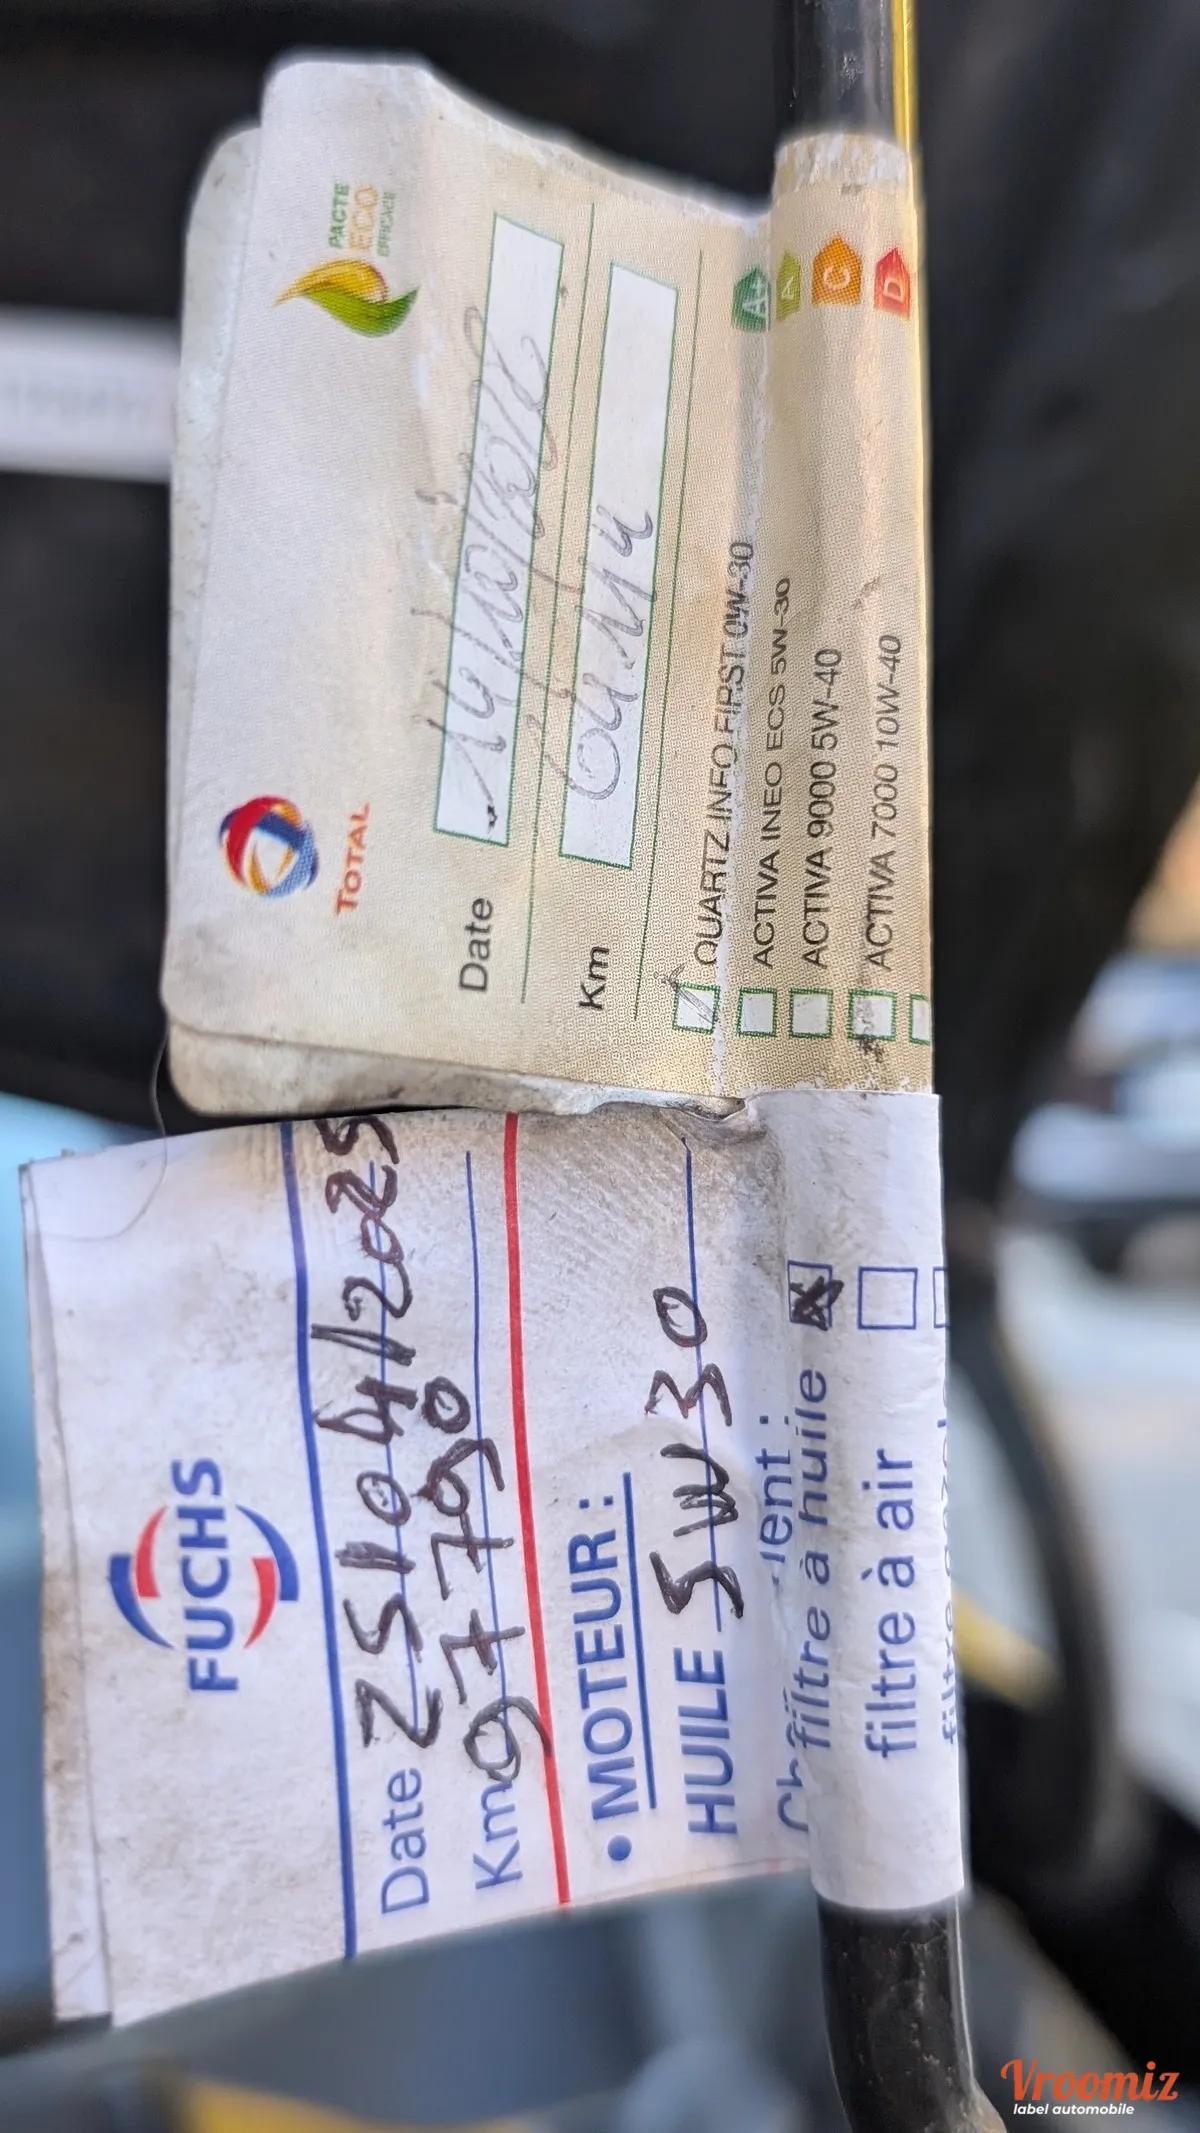 TOTAL
PACTE
ECO
EFFICACE
Date
Km 64114
QUARTZ INEO FIRST 0W-30 A+
ACTIVA INEO ECS 5W-30 A
ACTIVA 9000 5W-40 C
ACTIVA 7000 10W-40 D
FUCHS
Date 25/04/2025
Km 97790
• MOTEUR :
HUILE 5W30
filtre à huile X
filtre à air
Vroomiz
label automobile